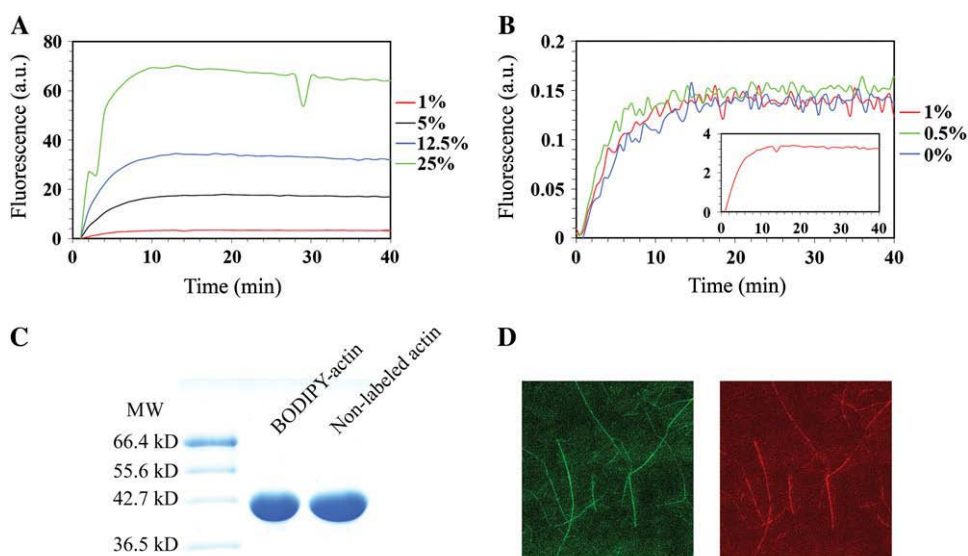 A
Fluorescence (a.u.)
80
60
40
20
0
0
10
20
30
40
Time (min)
1%
5%
12.5%
25%
B
Fluorescence (a.u.)
0.2
0.15
0.1
0.05
0
0
10
20
30
40
Time (min)
4
2
0
0
10
20
30
40
1%
0.5%
0%
C
BODIPY-actin
Non-labeled actin
MW
66.4 kD
55.6 kD
42.7 kD
36.5 kD
D